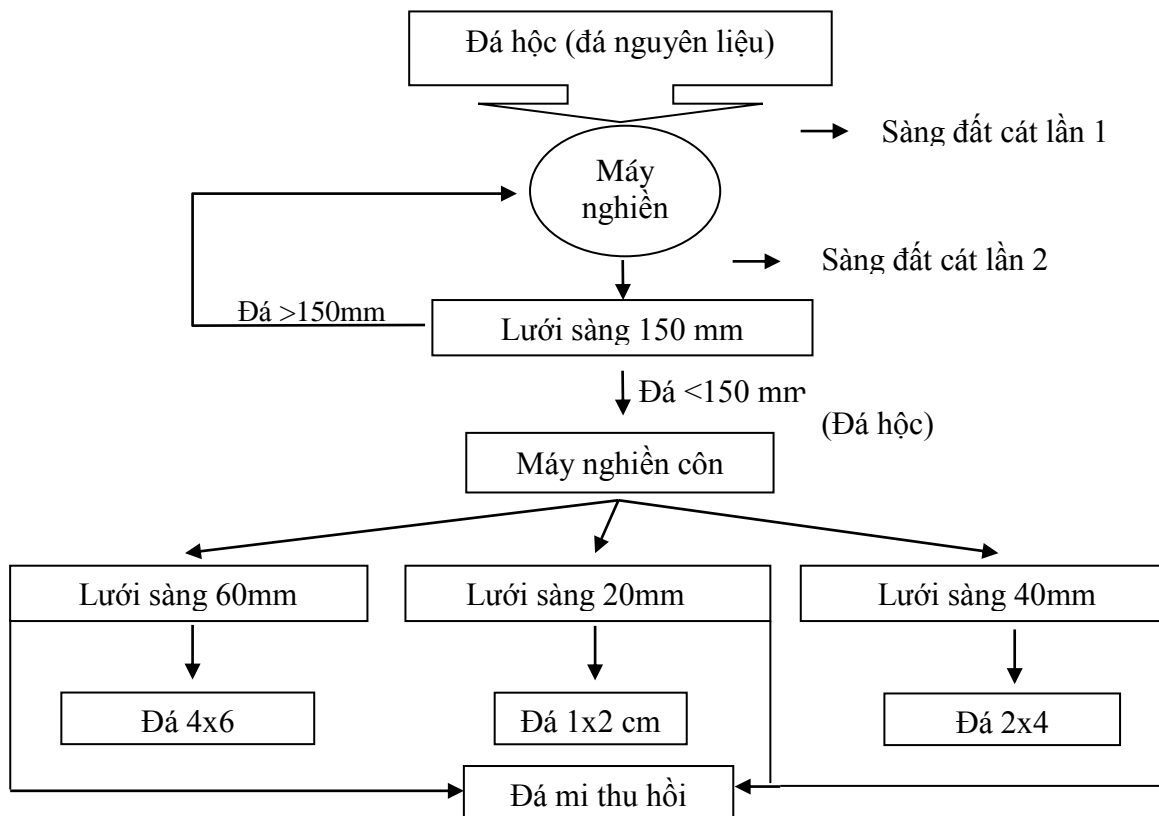 Đá hộc (đá nguyên liệu)
Sàng đất cát lần 1
Máy
nghiền
Sàng đất cát lần 2
Đá >150mm
Lưới sàng 150 mm
Đá <150 mm
(Đá hộc)
Máy nghiền côn
Lưới sàng 60mm
Lưới sàng 20mm
Lưới sàng 40mm
Đá 4x6
Đá 1x2 cm
Đá 2x4
Đá mi thu hồi